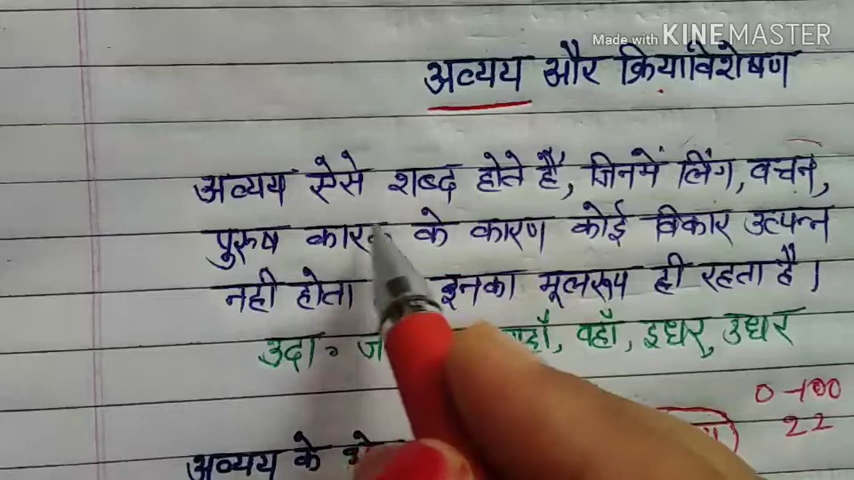 Made with KINEMASTER
अव्यय और क्रियाविशेषण
अव्यय ऐसे शब्द होते हैं, जिनमें लिंग, वचन,
पुरुष कारक के कारण कोई विकार उत्पन्न
नही होता इनका मूलरूप ही रहता है।
उदा॰ यहाँ, वहाँ, इधर, उधर
0-100
22
अव्यय के